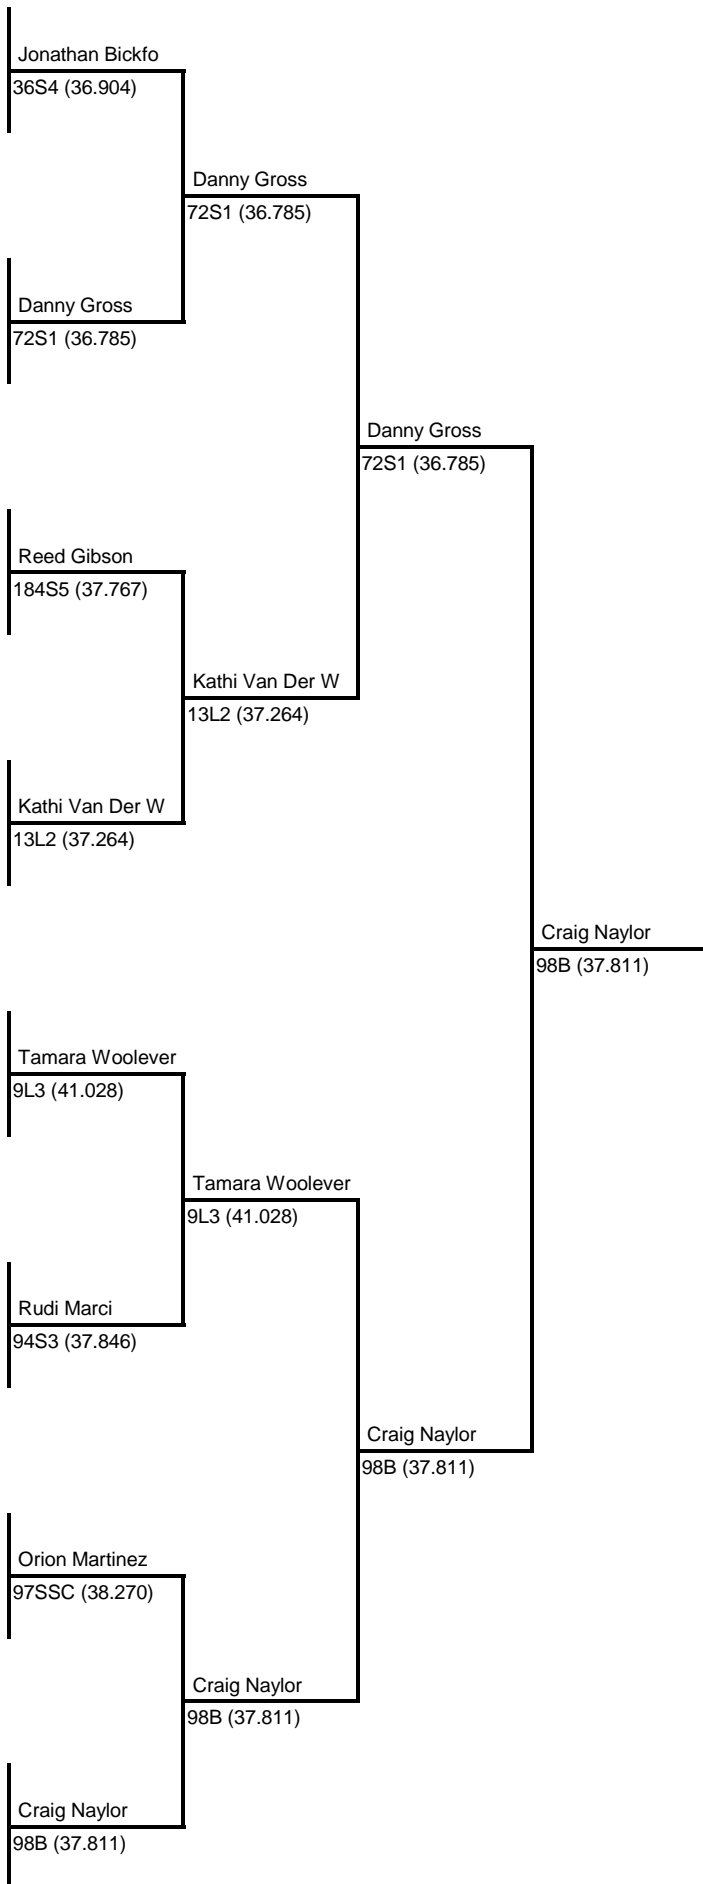 Jonathan Bickfo
36S4 (36.904)
Danny Gross
72S1 (36.785)
Danny Gross
72S1 (36.785)
Danny Gross
72S1 (36.785)
Reed Gibson
184S5 (37.767)
Kathi Van Der W
13L2 (37.264)
Kathi Van Der W
13L2 (37.264)
Craig Naylor
98B (37.811)
Tamara Woolever
9L3 (41.028)
Tamara Woolever
9L3 (41.028)
Rudi Marci
94S3 (37.846)
Craig Naylor
98B (37.811)
Orion Martinez
97SSC (38.270)
Craig Naylor
98B (37.811)
Craig Naylor
98B (37.811)